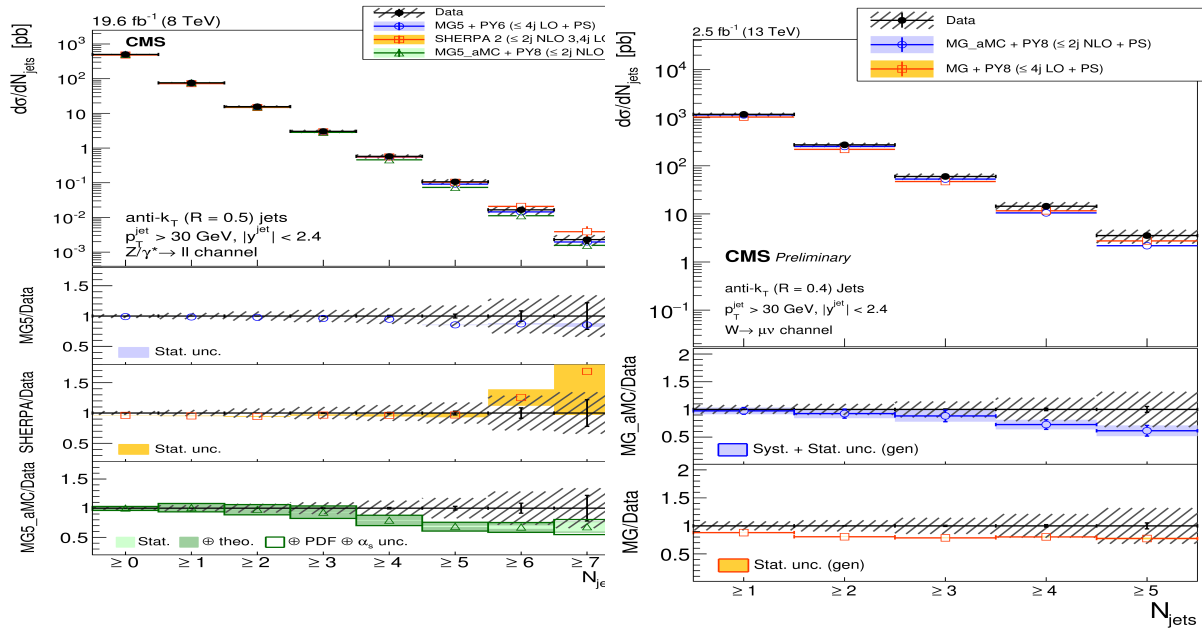 19.6 fb⁻¹ (8 TeV)
Data
MG5 + PY6 (≤ 4j LO + PS)
SHERPA 2 (≤ 2j NLO 3,4j LO
MG5_aMC + PY8 (≤ 2j NLO
CMS
dσ/dN_jets [pb]
10³
10²
10
1
10⁻¹
10⁻²
10⁻³
anti-k_T (R = 0.5) jets
p_T^jet > 30 GeV, |y^jet| < 2.4
Z/γ*→ ll channel
MG5/Data
1.5
1
0.5
Stat. unc.
SHERPA/Data
1.5
1
0.5
Stat. unc.
MG5_aMC/Data
1.5
1
0.5
Stat.
⊕ theo.
⊕ PDF ⊕ α_s unc.
≥ 0
≥ 1
≥ 2
≥ 3
≥ 4
≥ 5
≥ 6
≥ 7
N_je
2.5 fb⁻¹ (13 TeV)
Data
MG_aMC + PY8 (≤ 2j NLO + PS)
MG + PY8 (≤ 4j LO + PS)
dσ/dN_jets [pb]
10⁴
10³
10²
10
1
10⁻¹
CMS Preliminary
anti-k_T (R = 0.4) Jets
p_T^jet > 30 GeV, |y^jet| < 2.4
W→ μν channel
MG_aMC/Data
2
1.5
1
0.5
Syst. + Stat. unc. (gen)
MG/Data
2
1.5
1
0.5
Stat. unc. (gen)
≥ 1
≥ 2
≥ 3
≥ 4
≥ 5
N_jets